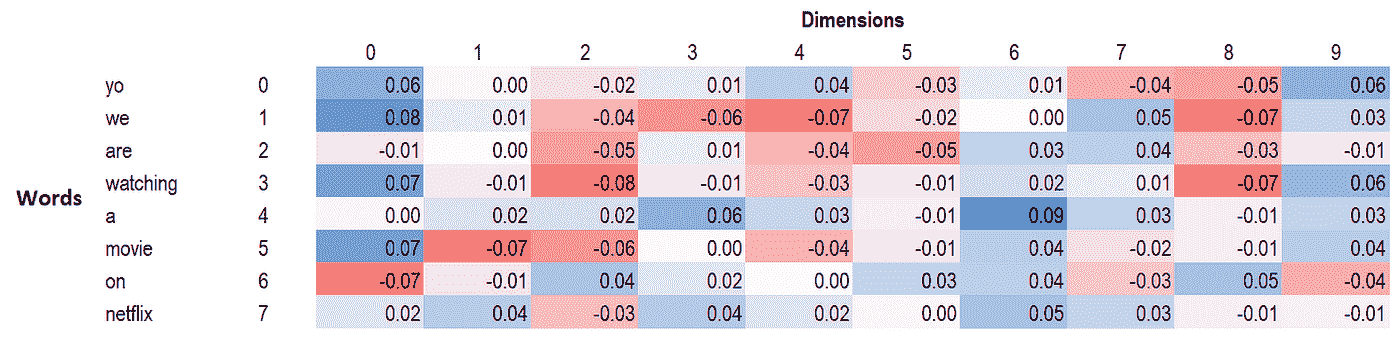 Dimensions
0 1 2 3 4 5 6 7 8 9
yo 0 0.06 0.00 -0.02 0.01 0.04 -0.03 0.01 -0.04 -0.05 0.06
we 1 0.08 0.01 -0.04 -0.06 -0.07 -0.02 0.00 0.05 -0.07 0.03
are 2 -0.01 0.00 -0.05 0.01 -0.04 -0.05 0.03 0.04 -0.03 -0.01
Words watching 3 0.07 -0.01 -0.08 -0.01 -0.03 -0.01 0.02 0.01 -0.07 0.06
a 4 0.00 0.02 0.02 0.06 0.03 -0.01 0.09 0.03 -0.01 0.03
movie 5 0.07 -0.07 -0.06 0.00 -0.04 -0.01 0.04 -0.02 -0.01 0.04
on 6 -0.07 -0.01 0.04 0.02 0.00 0.03 0.04 -0.03 0.05 -0.04
netflix 7 0.02 0.04 -0.03 0.04 0.02 0.00 0.05 0.03 -0.01 -0.01